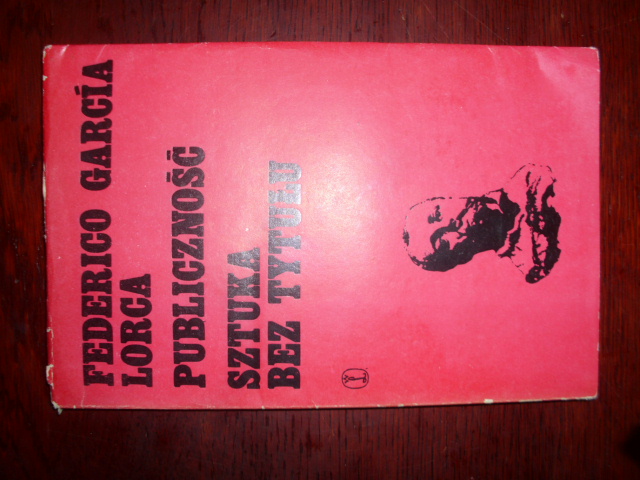 FEDERICO GARCÍA
LORCA
PUBLICZNOŚĆ
SZTUKA
BEZ TYTUŁU